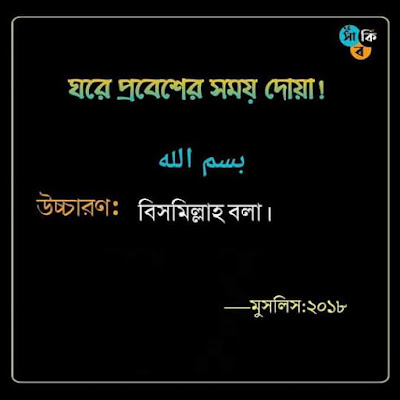 সাকিব
ঘরে প্রবেশের সময় দোয়া!
بسم الله
উচ্চারণ: বিসমিল্লাহ বলা।
—মুসলিস:২০১৮